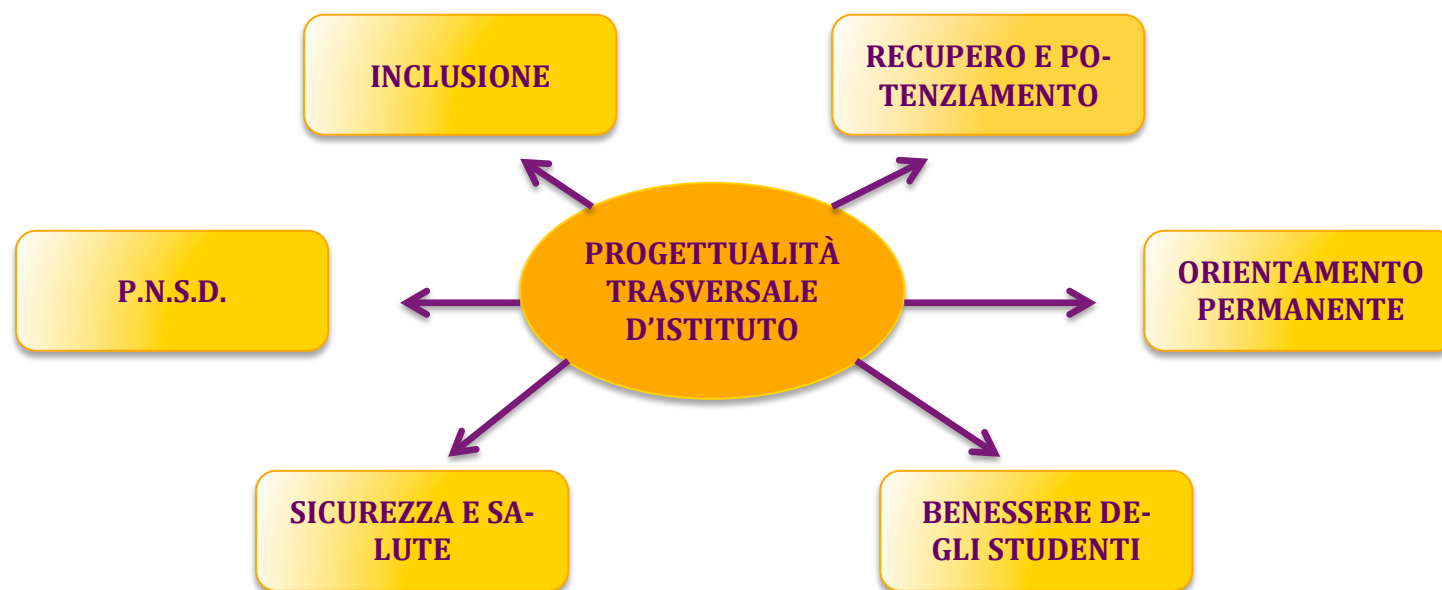 INCLUSIONE
RECUPERO E PO-
TENZIAMENTO
PROGETTUALITÀ
TRASVERSALE
D’ISTITUTO
P.N.S.D.
ORIENTAMENTO
PERMANENTE
SICUREZZA E SA-
LUTE
BENESSERE DE-
GLI STUDENTI